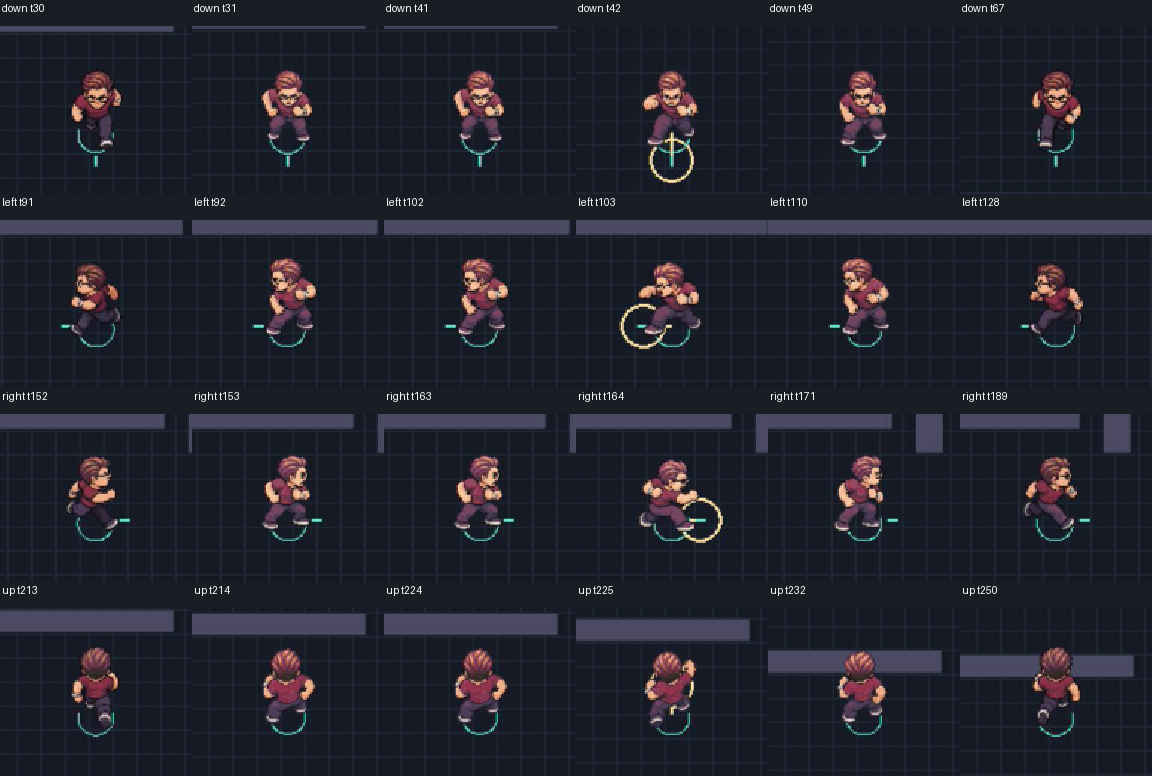 down t30 down t31 down t41 down t42 down t49 down t67
left t91 left t92 left t102 left t103 left t110 left t128
right t152 right t153 right t163 right t164 right t171 right t189
up t213 up t214 up t224 up t225 up t232 up t250